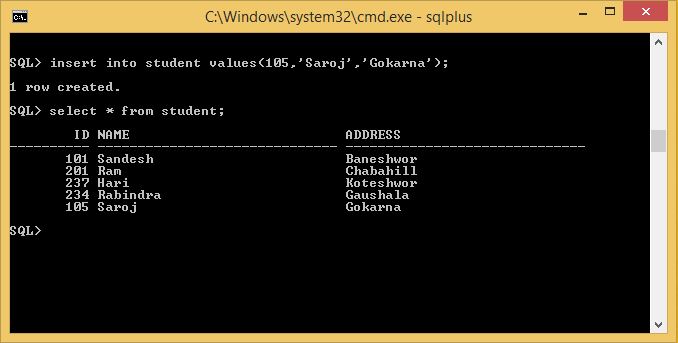 C:\Windows\system32\cmd.exe - sqlplus
SQL> insert into student values(105,'Saroj','Gokarna');
1 row created.
SQL> select * from student;
ID NAME ADDRESS
---------- ------------------------------ ------------------------------
101 Sandesh Baneshwor
201 Ram Chabahill
237 Hari Koteshwor
234 Rabindra Gaushala
105 Saroj Gokarna
SQL>